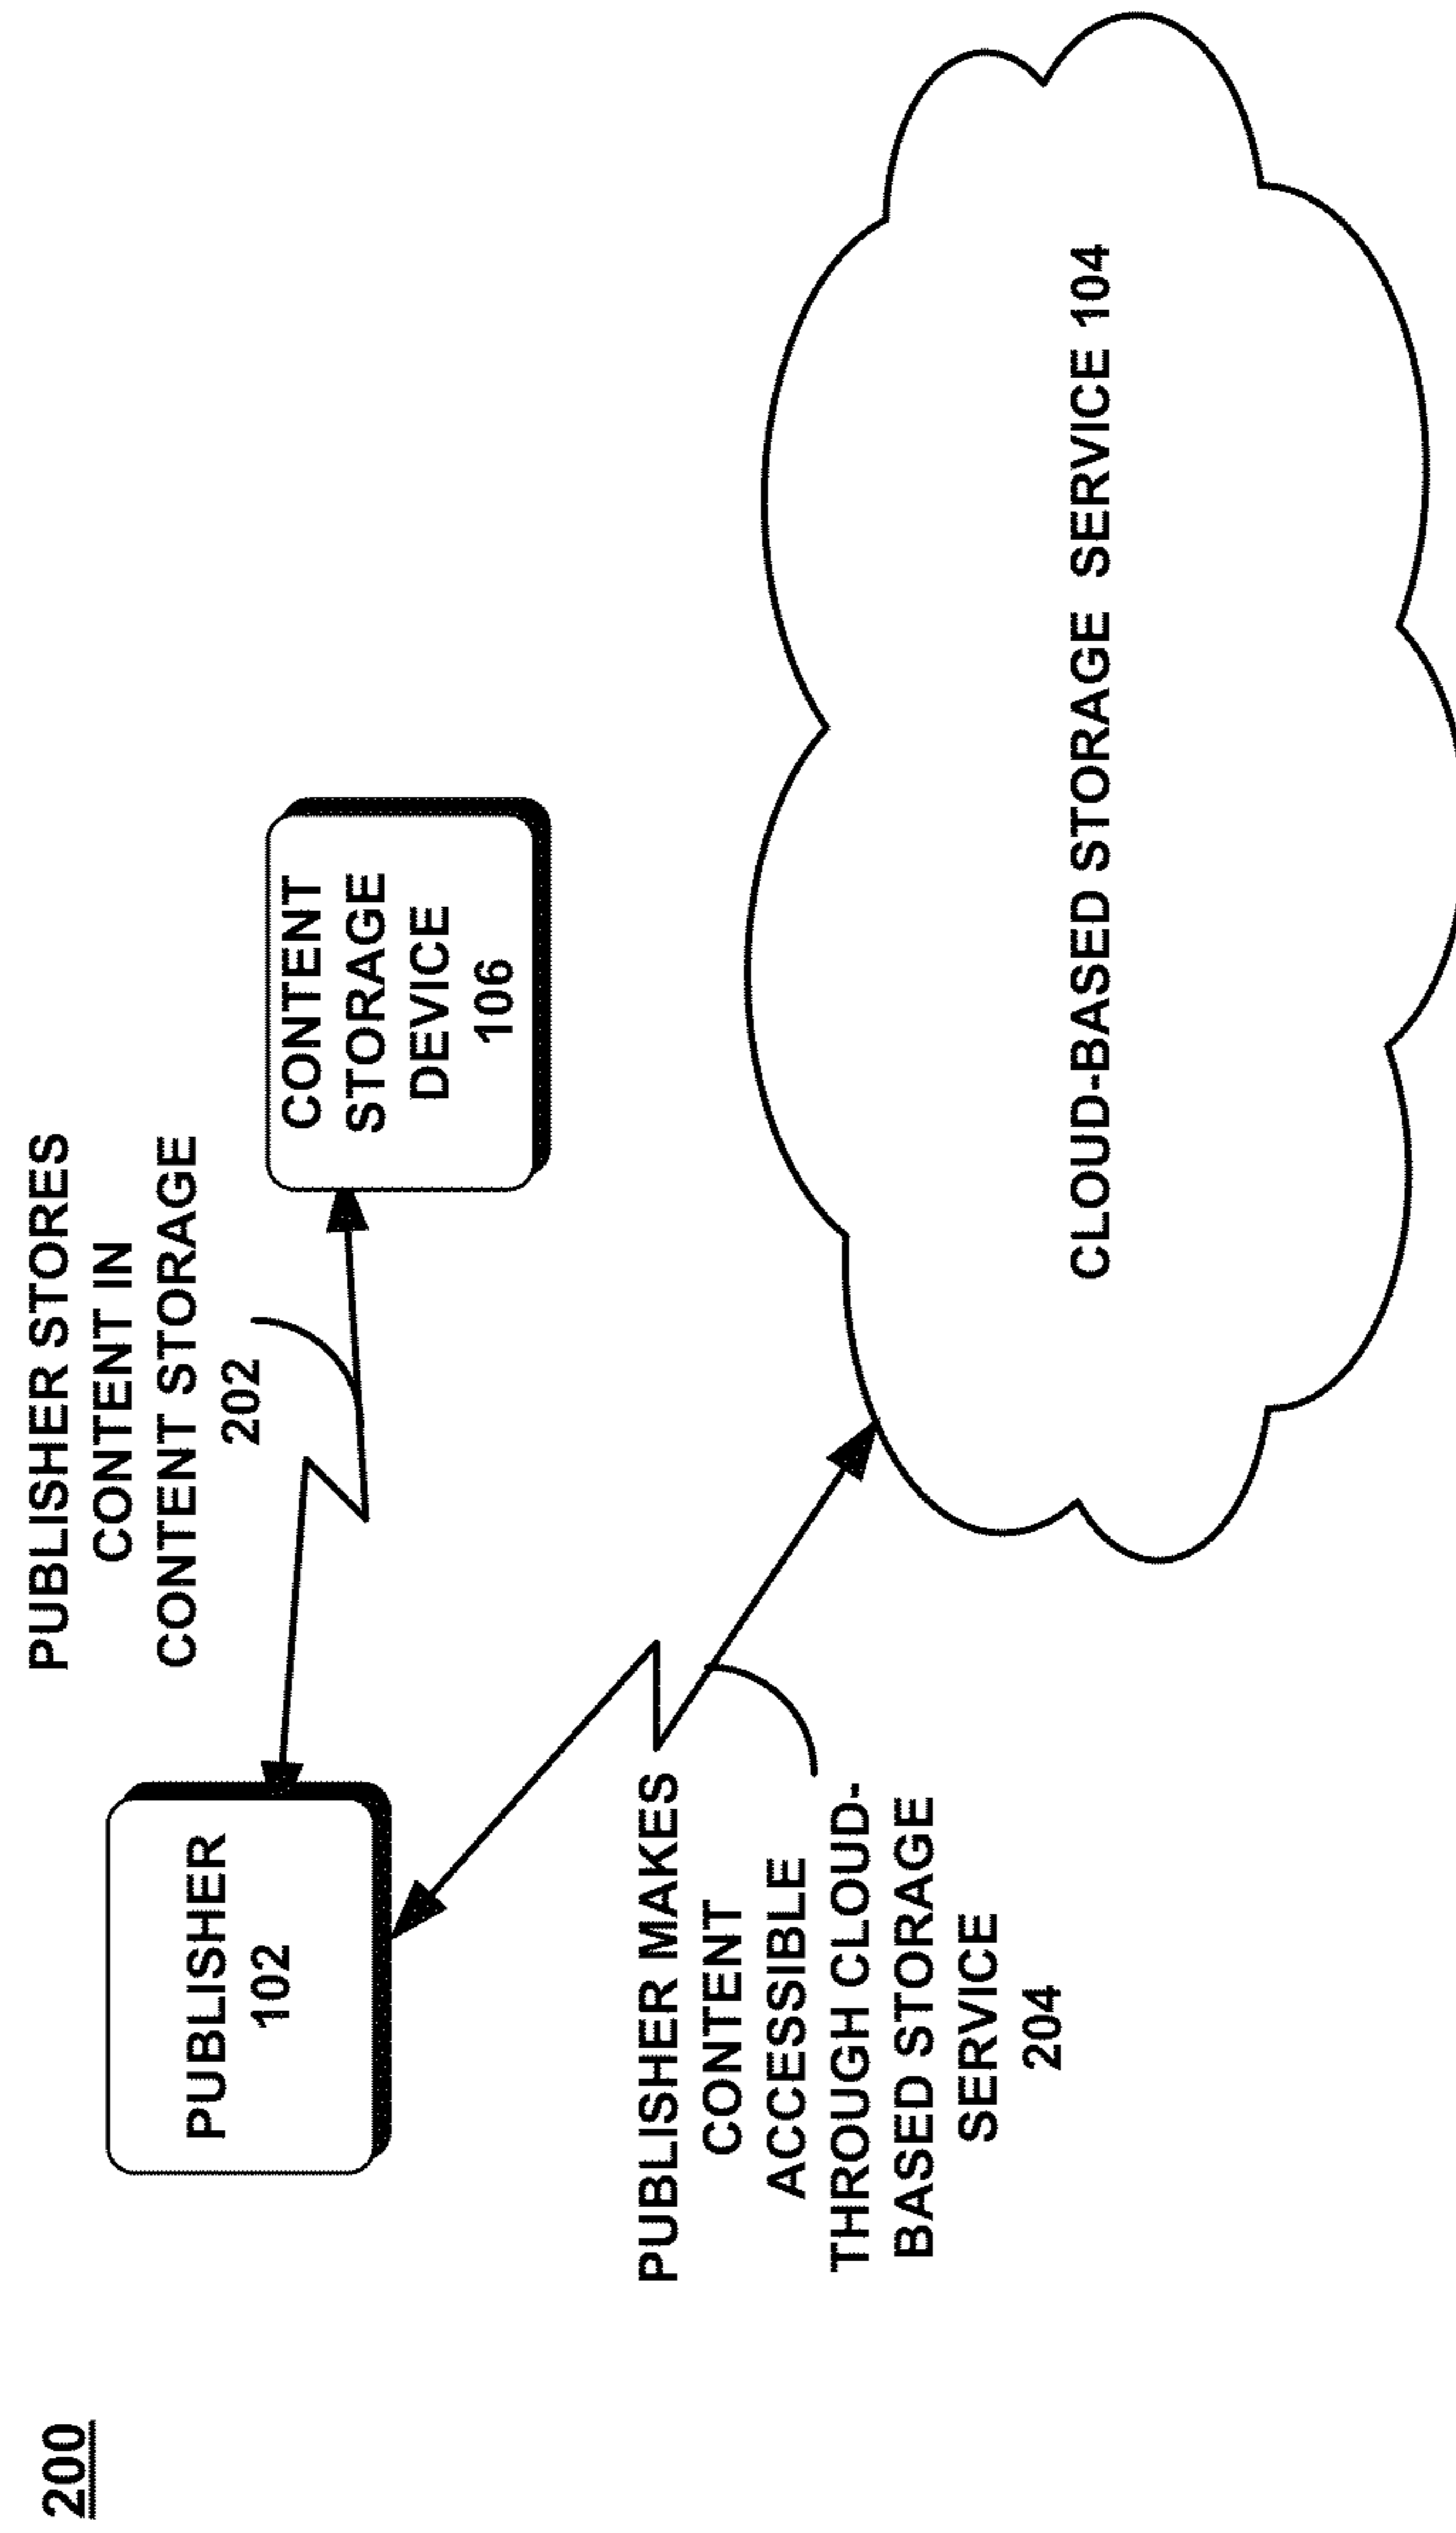 200
PUBLISHER STORES
CONTENT IN
CONTENT STORAGE
202
PUBLISHER
102
CONTENT
STORAGE
DEVICE
106
PUBLISHER MAKES
CONTENT
ACCESSIBLE
THROUGH CLOUD-
BASED STORAGE
SERVICE
204
CLOUD-BASED STORAGE SERVICE 104